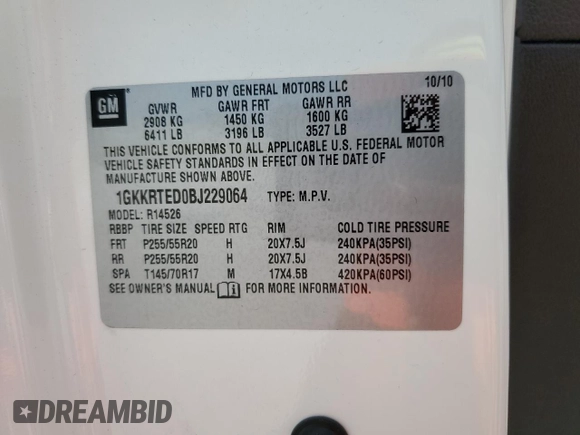 GM
MFD BY GENERAL MOTORS LLC 10/10
GVWR GAWR FRT GAWR RR
2908 KG 1450 KG 1600 KG
6411 LB 3196 LB 3527 LB
THIS VEHICLE CONFORMS TO ALL APPLICABLE U.S. FEDERAL MOTOR
VEHICLE SAFETY STANDARDS IN EFFECT ON THE DATE OF
MANUFACTURE SHOWN ABOVE.
1GKKRTED0BJ229064 TYPE: M.P.V.
MODEL: R14526
RBBP TIRE SIZE SPEED RTG RIM COLD TIRE PRESSURE
FRT P255/55R20 H 20X7.5J 240KPA(35PSI)
RR P255/55R20 H 20X7.5J 240KPA(35PSI)
SPA T145/70R17 M 17X4.5B 420KPA(60PSI)
SEE OWNER'S MANUAL FOR MORE INFORMATION.
DREAMBID